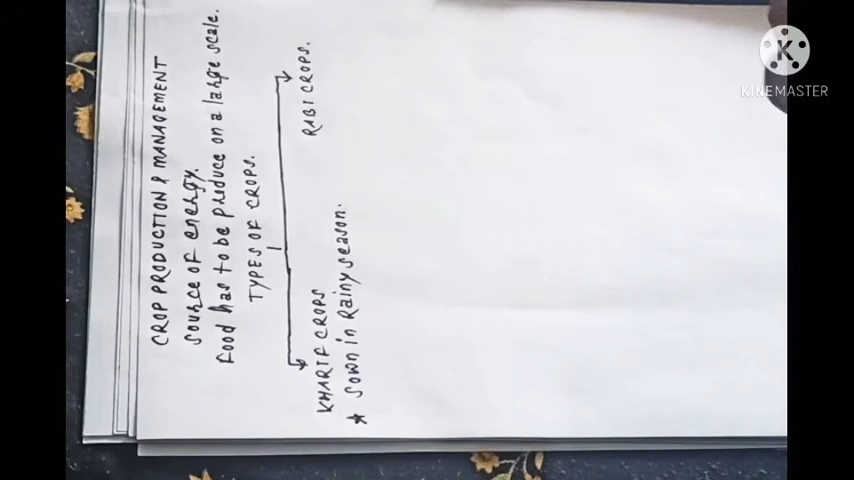 CROP PRODUCTION & MANAGEMENT
source of energy.
Food has to be produce on a large scale.
TYPES OF CROPS.
KHARIF CROPS
RABI CROPS.
* Sown in Rainy season.
K
KINEMASTER